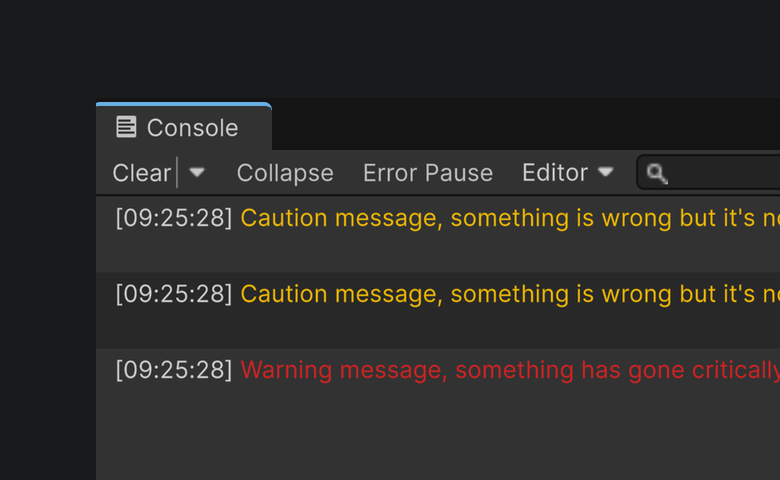 Console
Clear Collapse Error Pause Editor
[09:25:28] Caution message, something is wrong but it's
[09:25:28] Caution message, something is wrong but it's
[09:25:28] Warning message, something has gone critically